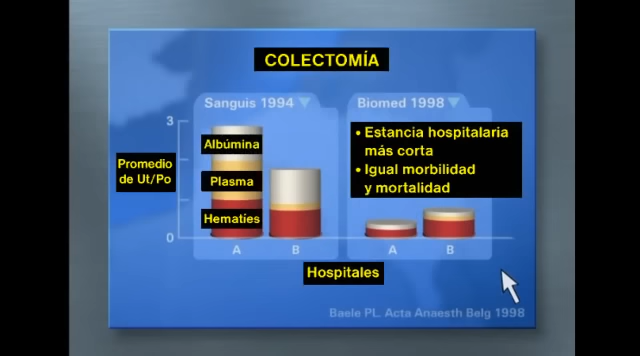 COLECTOMÍA
Sanguis 1994
Biomed 1998
3
Albúmina
Plasma
Hematíes
Promedio
de Ut/Po
0
A
B
• Estancia hospitalaria
más corta
• Igual morbilidad
y mortalidad
A
B
Hospitales
Baele PL. Acta Anaesth Belg 1998